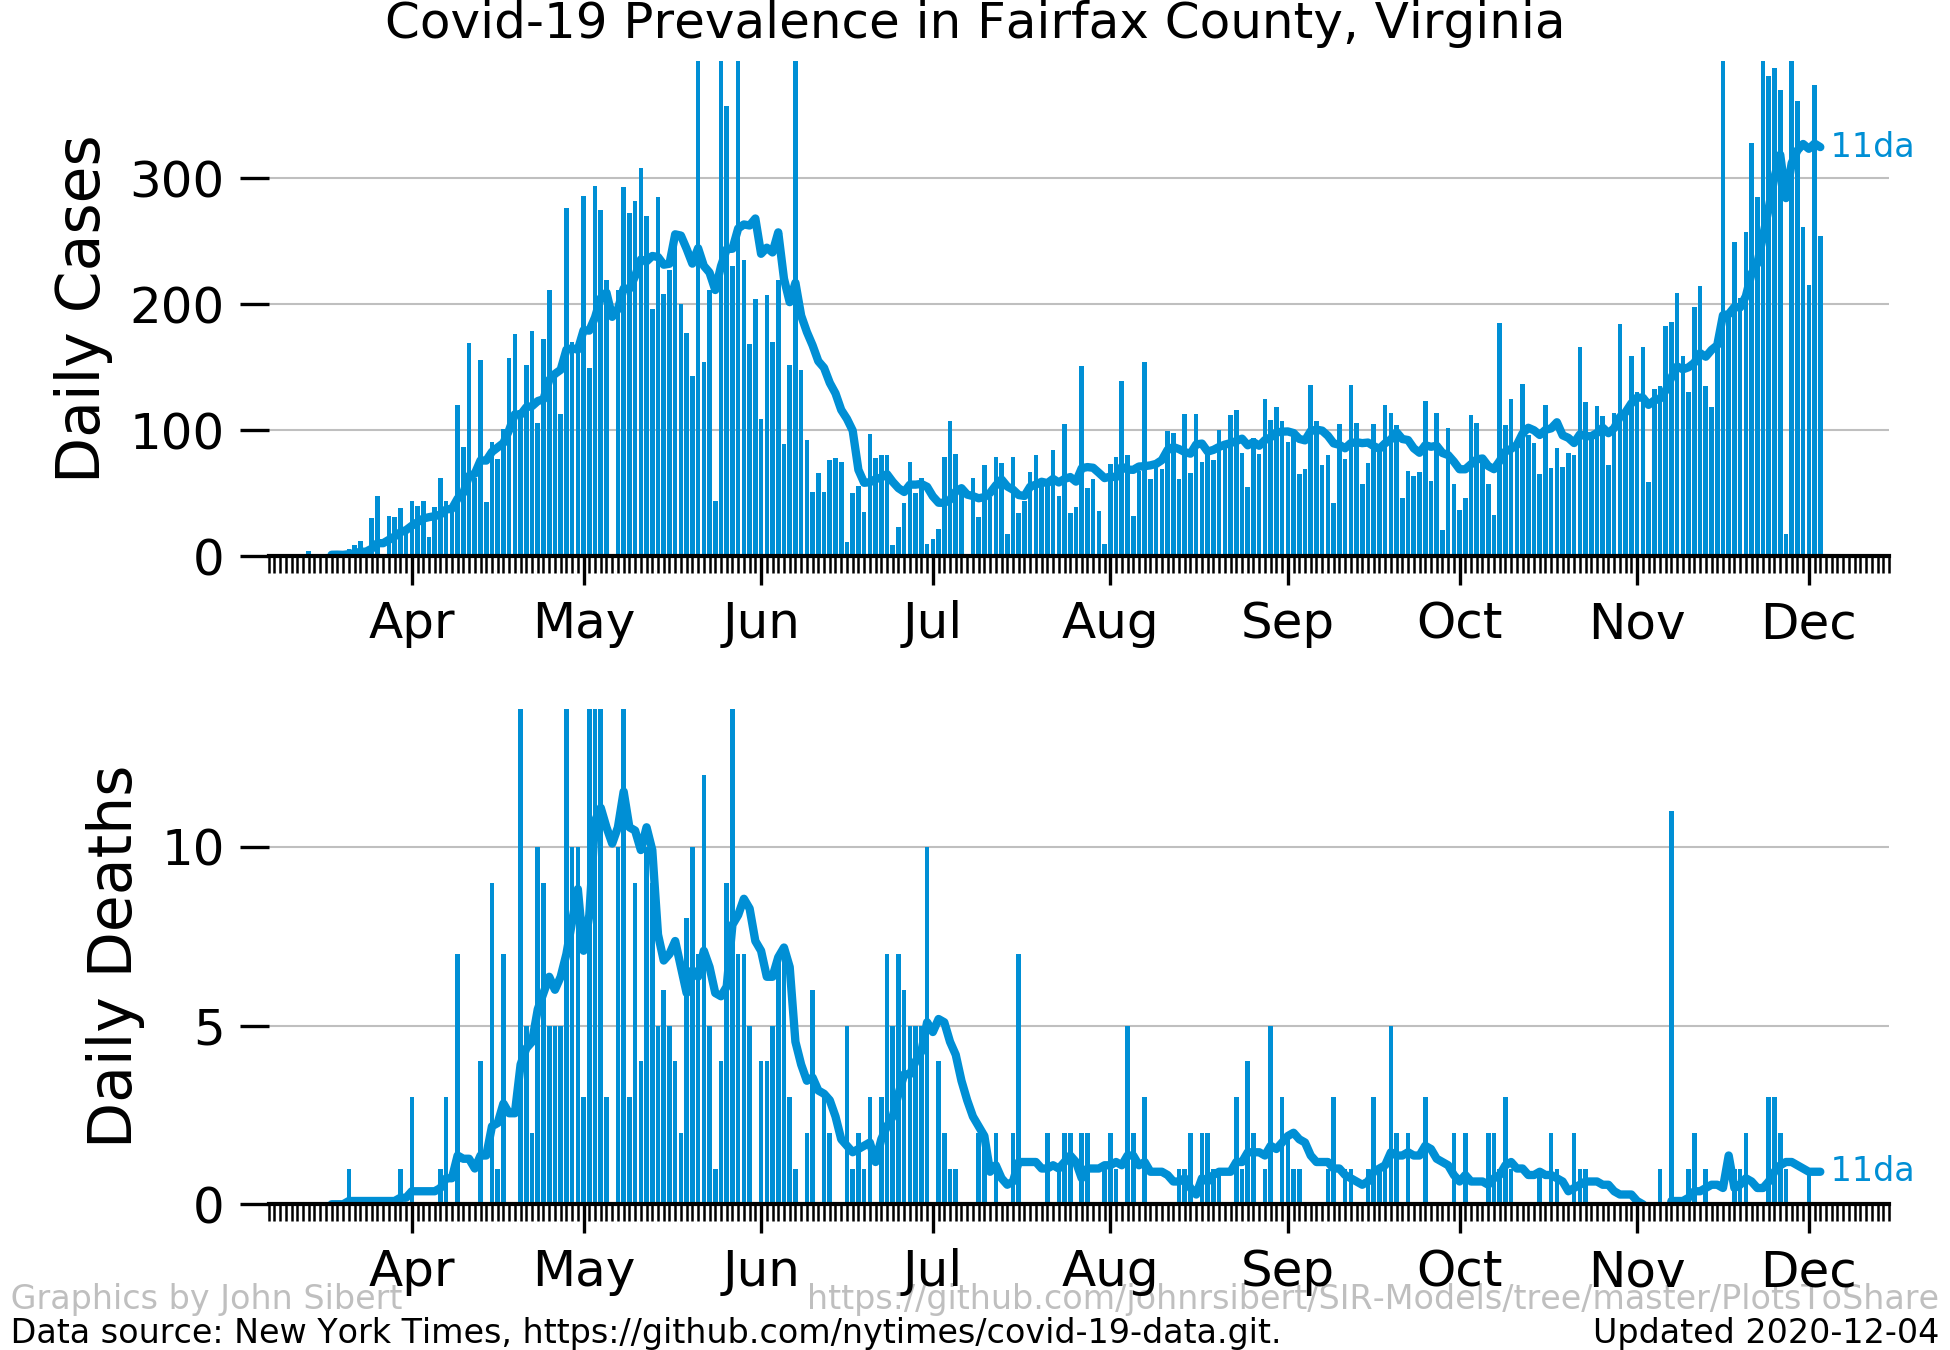 Covid-19 Prevalence in Fairfax County, Virginia
Daily Cases
300
200
100
0
11da
Apr May Jun Jul Aug Sep Oct Nov Dec
Daily Deaths
10
5
0
11da
Apr May Jun Jul Aug Sep Oct Nov Dec
Graphics by John Sibert https://github.com/johnrsibert/SIR-Models/tree/master/PlotsToShare
Data source: New York Times, https://github.com/nytimes/covid-19-data.git. Updated 2020-12-04